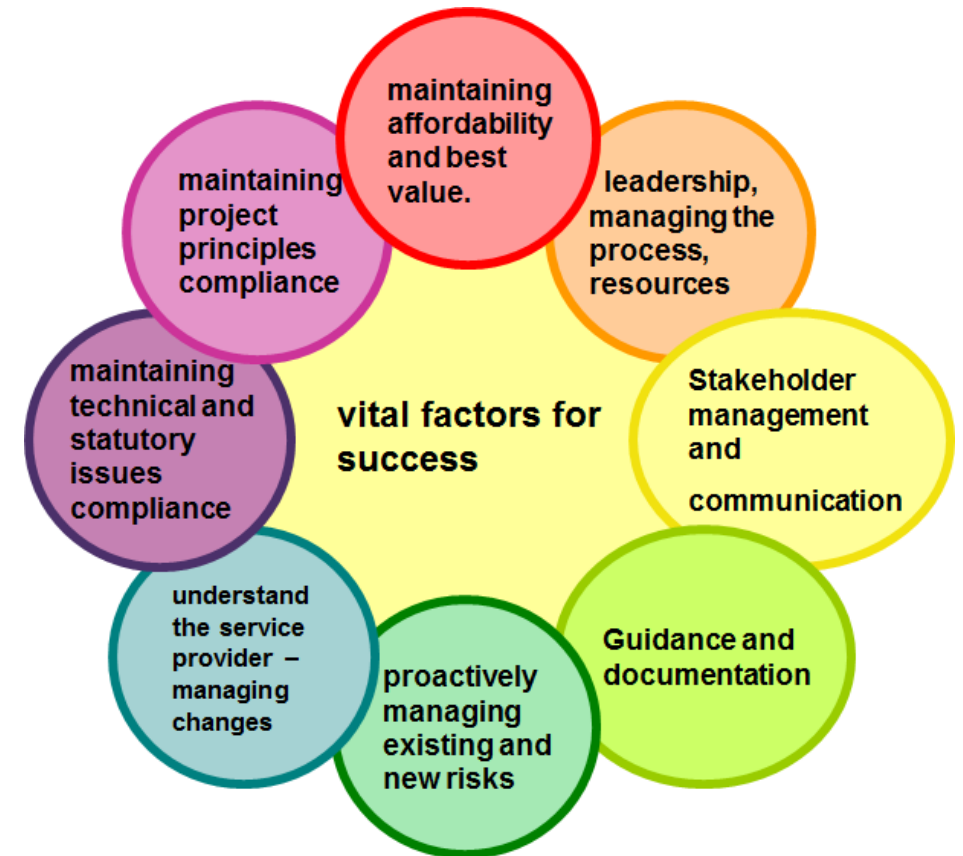 maintaining
affordability
and best
value.
leadership,
managing the
process,
resources
Stakeholder
management
and
communication
Guidance and
documentation
proactively
managing
existing and
new risks
understand
the service
provider –
managing
changes
maintaining
technical and
statutory
issues
compliance
maintaining
project
principles
compliance
vital factors for
success